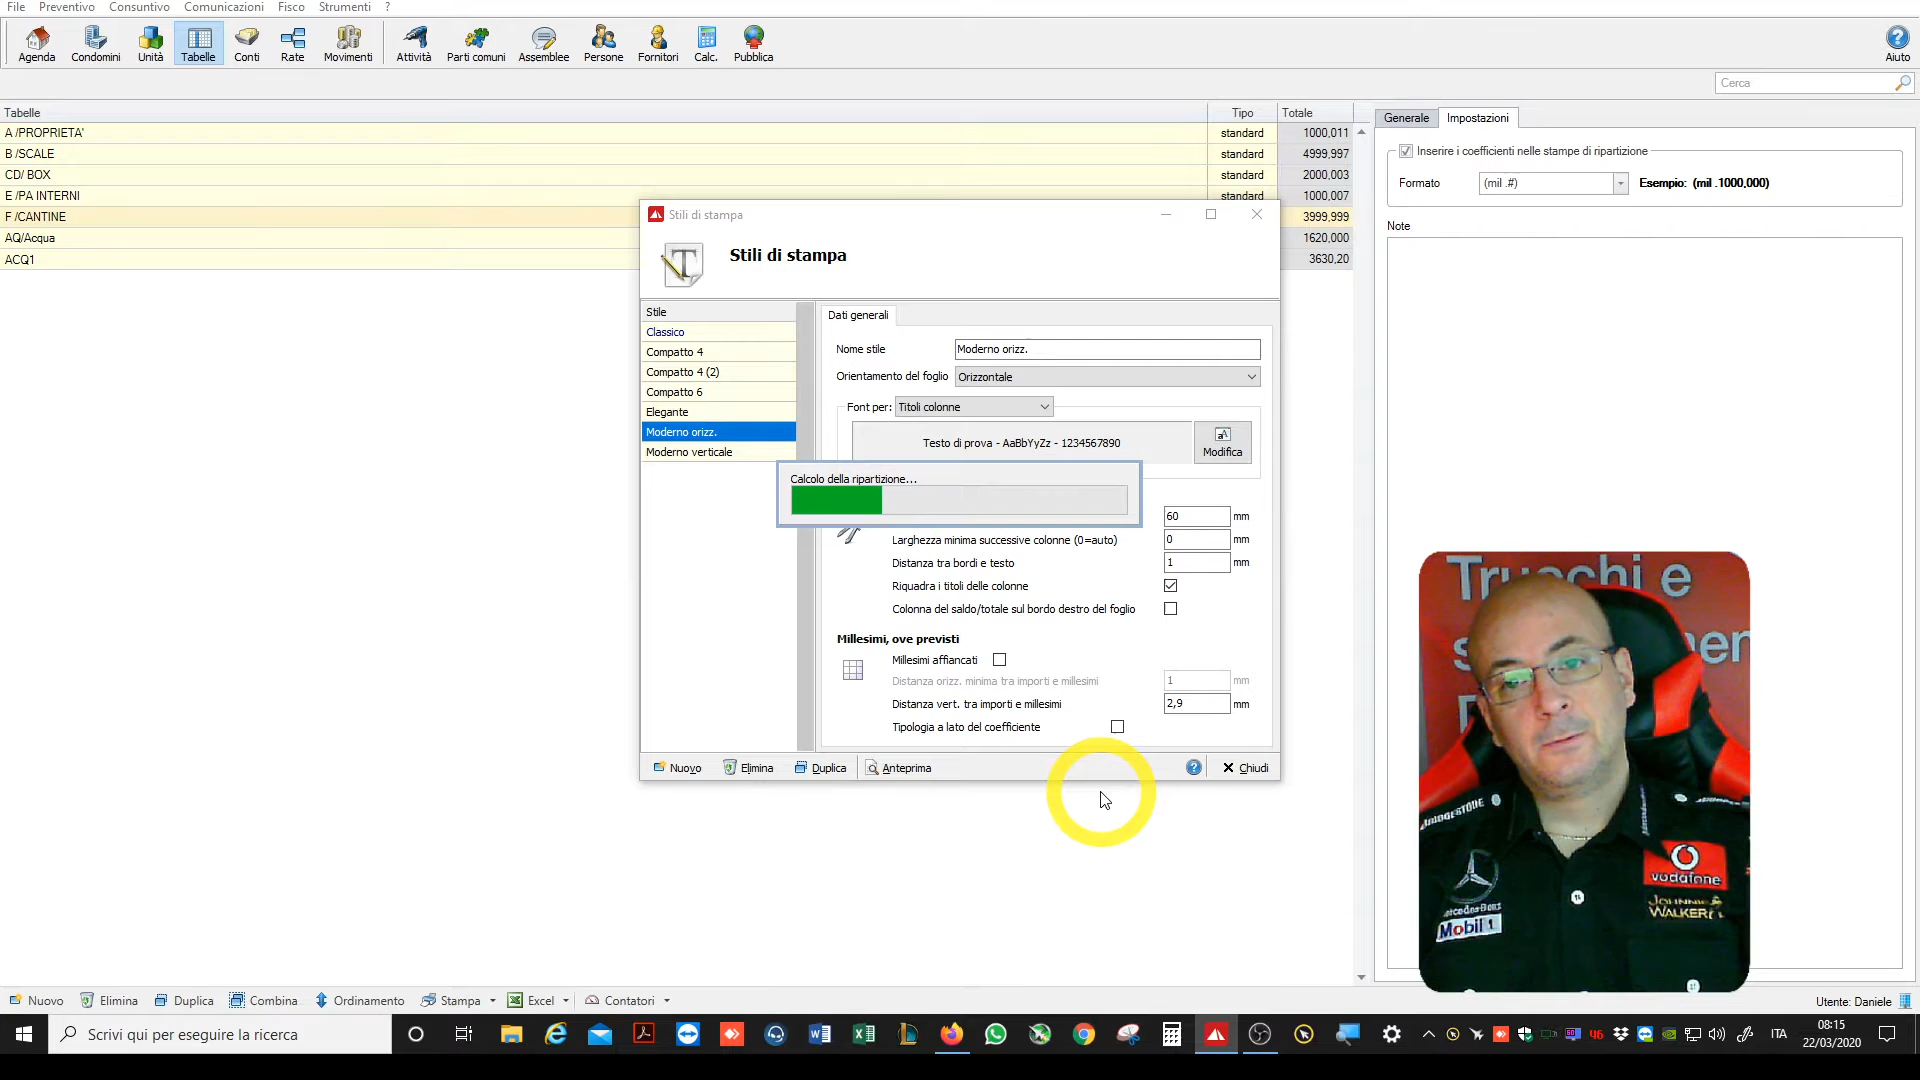 File Preventivo Consuntivo Comunicazioni Fisco Strumenti ?
Agenda Condomini Unità Tabelle Conti Rate Movimenti Attività Parti comuni Assemblee Persone Fornitori Calc. Pubblica Aiuto
Cerca
Tabelle Tipo Totale
A /PROPRIETA' standard 1000,011
B /SCALE standard 4999,997
CD/ BOX standard 2000,003
E /PA INTERNI standard 1000,007
F /CANTINE 3999,999
AQ/Acqua 1620,000
ACQ1 3630,20
Generale Impostazioni
Inserire i coefficienti nelle stampe di ripartizione
Formato (mil .#) Esempio: (mil .1000,000)
Note
Stili di stampa
Stili di stampa
Stile
Classico
Compatto 4
Compatto 4 (2)
Compatto 6
Elegante
Moderno orizz.
Moderno verticale
Dati generali
Nome stile Moderno orizz.
Orientamento del foglio Orizzontale
Font per: Titoli colonne
Testo di prova - AaBbYyZz - 1234567890
Modifica
Calcolo della ripartizione...
60 mm
Larghezza minima successive colonne (0=auto) 0 mm
Distanza tra bordi e testo 1 mm
Riquadra i titoli delle colonne
Colonna del saldo/totale sul bordo destro del foglio
Millesimi, ove previsti
Millesimi affiancati
Distanza orizz. minima tra importi e millesimi 1 mm
Distanza vert. tra importi e millesimi 2,9 mm
Tipologia a lato del coefficiente
Nuovo Elimina Duplica Anteprima ? Chiudi
Trucchi e
BRIDGESTONE
vodafone
JOHNNIE
WALKER
Mercedes-Benz
Mobil 1
Nuovo Elimina Duplica Combina Ordinamento Stampa Excel Contatori
Utente: Daniele
Scrivi qui per eseguire la ricerca
ITA
08:15
22/03/2020